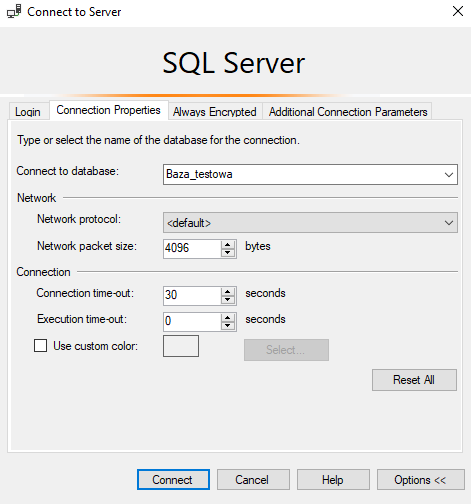 Connect to Server
SQL Server
Login Connection Properties Always Encrypted Additional Connection Parameters
Type or select the name of the database for the connection.
Connect to database: Baza_testowa
Network
Network protocol: <default>
Network packet size: 4096 bytes
Connection
Connection time-out: 30 seconds
Execution time-out: 0 seconds
Use custom color: Select...
Reset All
Connect Cancel Help Options <<